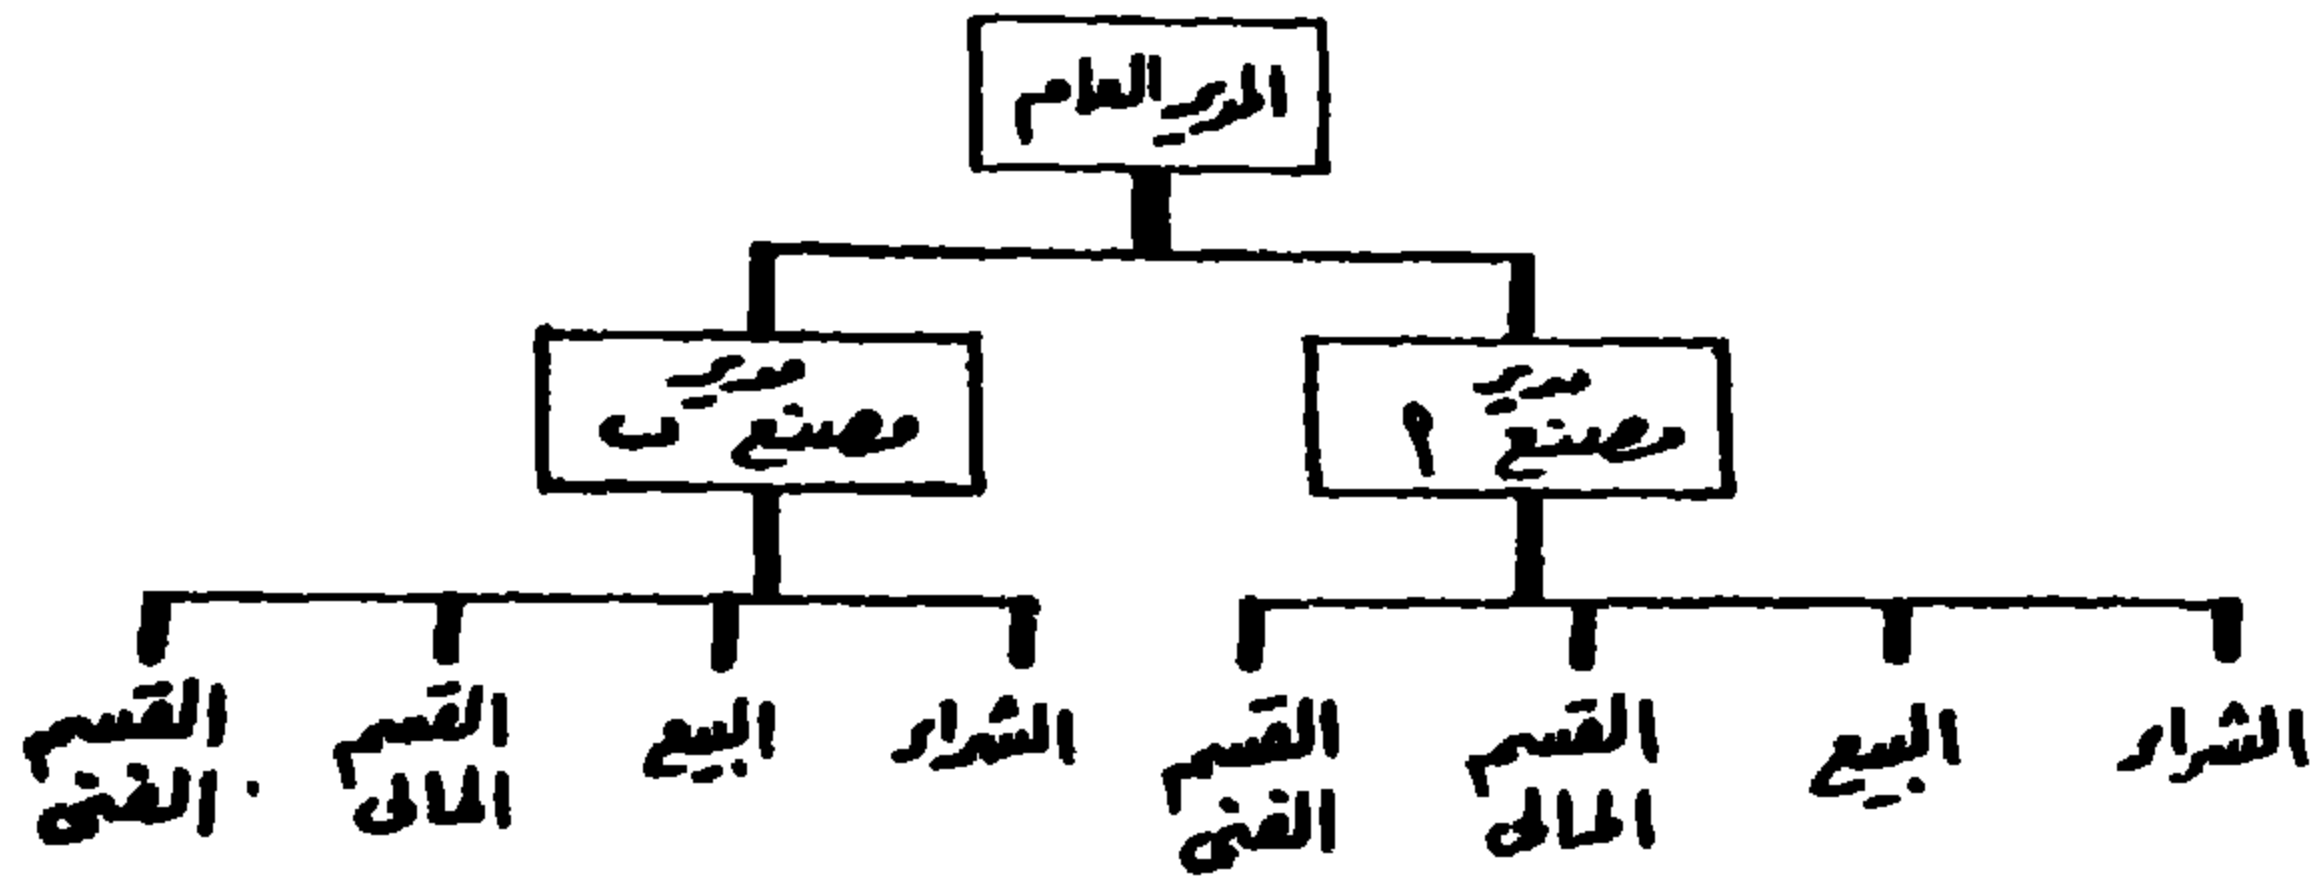 المدير العام
مدير
مصنع أ
مدير
مصنع ب
الشراء
البيع
القسم
المالى
القسم
الفنى
الشراء
البيع
القسم
المالى
القسم
الفنى